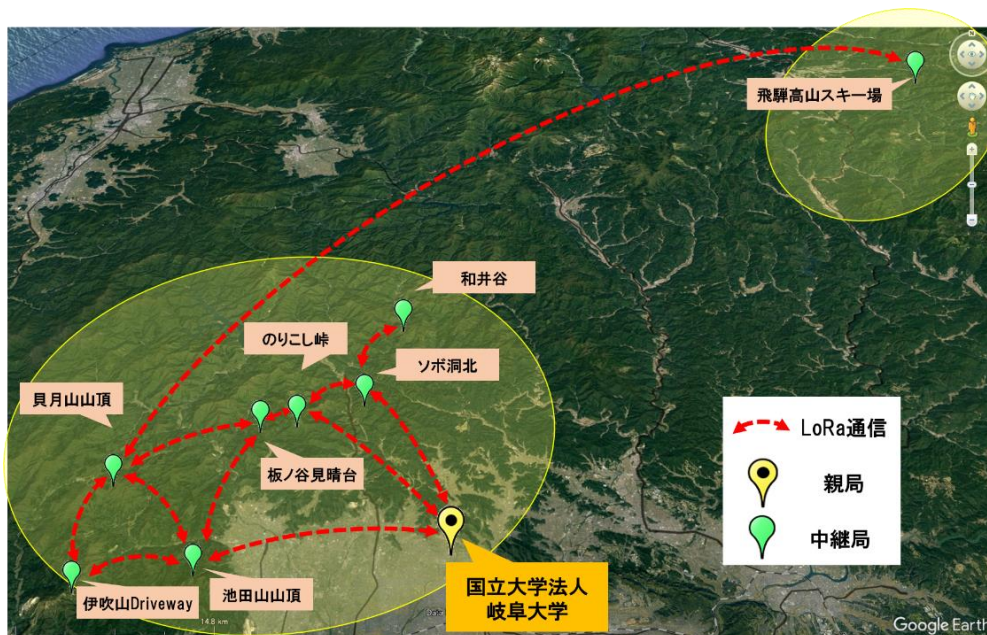 飛騨高山スキー場
和井谷
のりこし峠
ソボ洞北
貝月山山頂
板ノ谷見晴台
LoRa通信
親局
中継局
伊吹山Driveway
池田山山頂
国立大学法人
岐阜大学
14.8 km
Google Earth